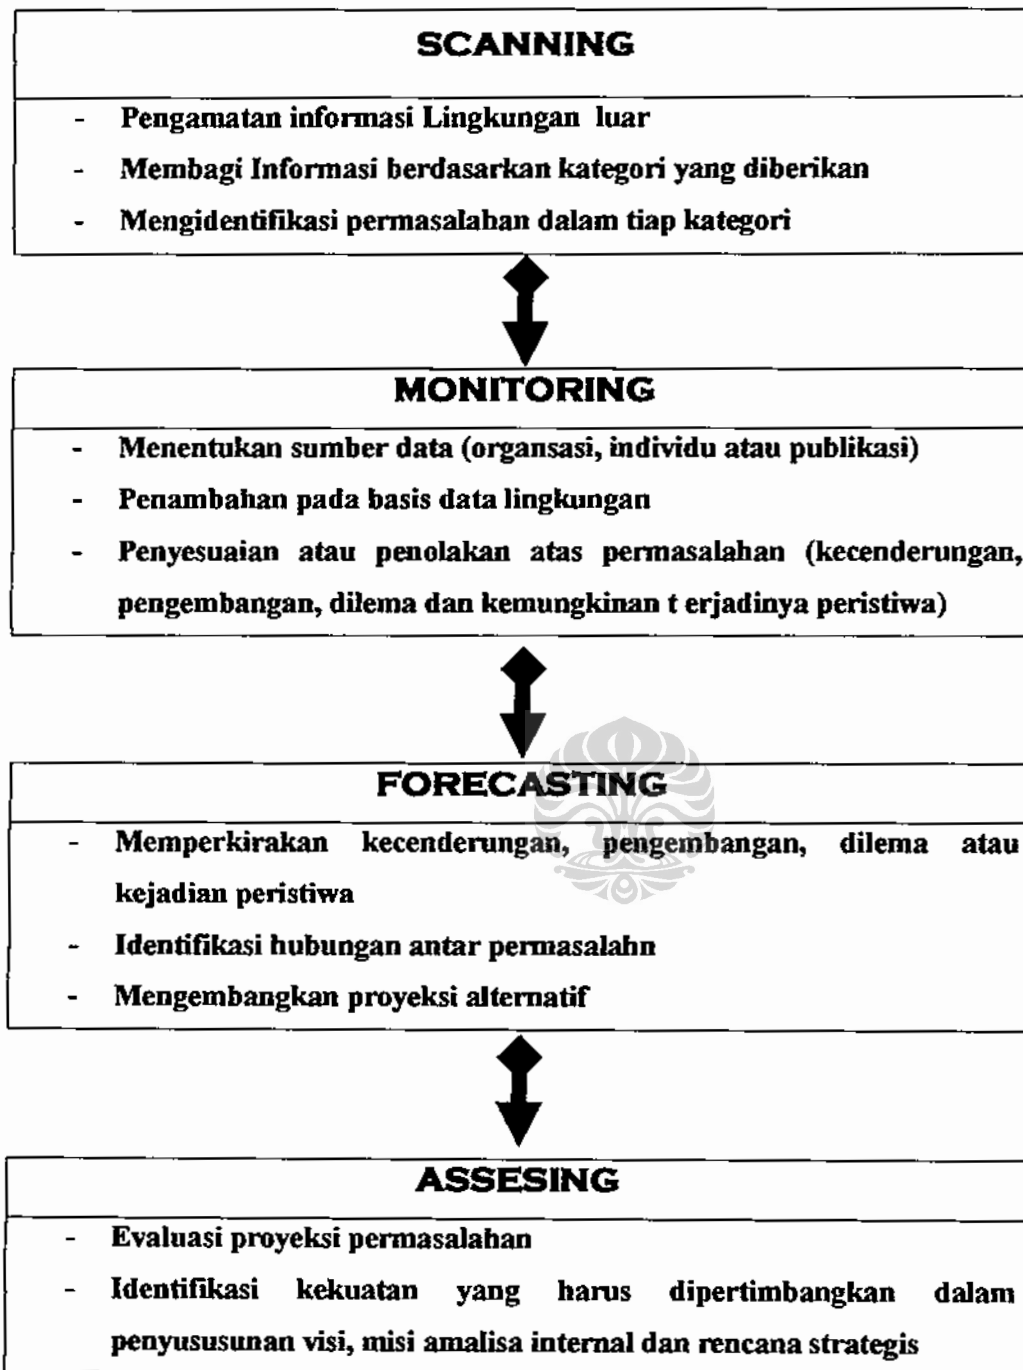 SCANNING
- Pengamatan informasi Lingkungan luar
- Membagi Informasi berdasarkan kategori yang diberikan
- Mengidentifikasi permasalahan dalam tiap kategori
MONITORING
- Menentukan sumber data (organsasi, individu atau publikasi)
- Penambahan pada basis data lingkungan
- Penyesuaian atau penolakan atas permasalahan (kecenderungan,
pengembangan, dilema dan kemungkinan t erjadinya peristiwa)
FORECASTING
- Memperkirakan kecenderungan, pengembangan, dilema atau
kejadian peristiwa
- Identifikasi hubungan antar permasalahn
- Mengembangkan proyeksi alternatif
ASSESING
- Evaluasi proyeksi permasalahan
- Identifikasi kekuatan yang harus dipertimbangkan dalam
penyususunan visi, misi amalisa internal dan rencana strategis